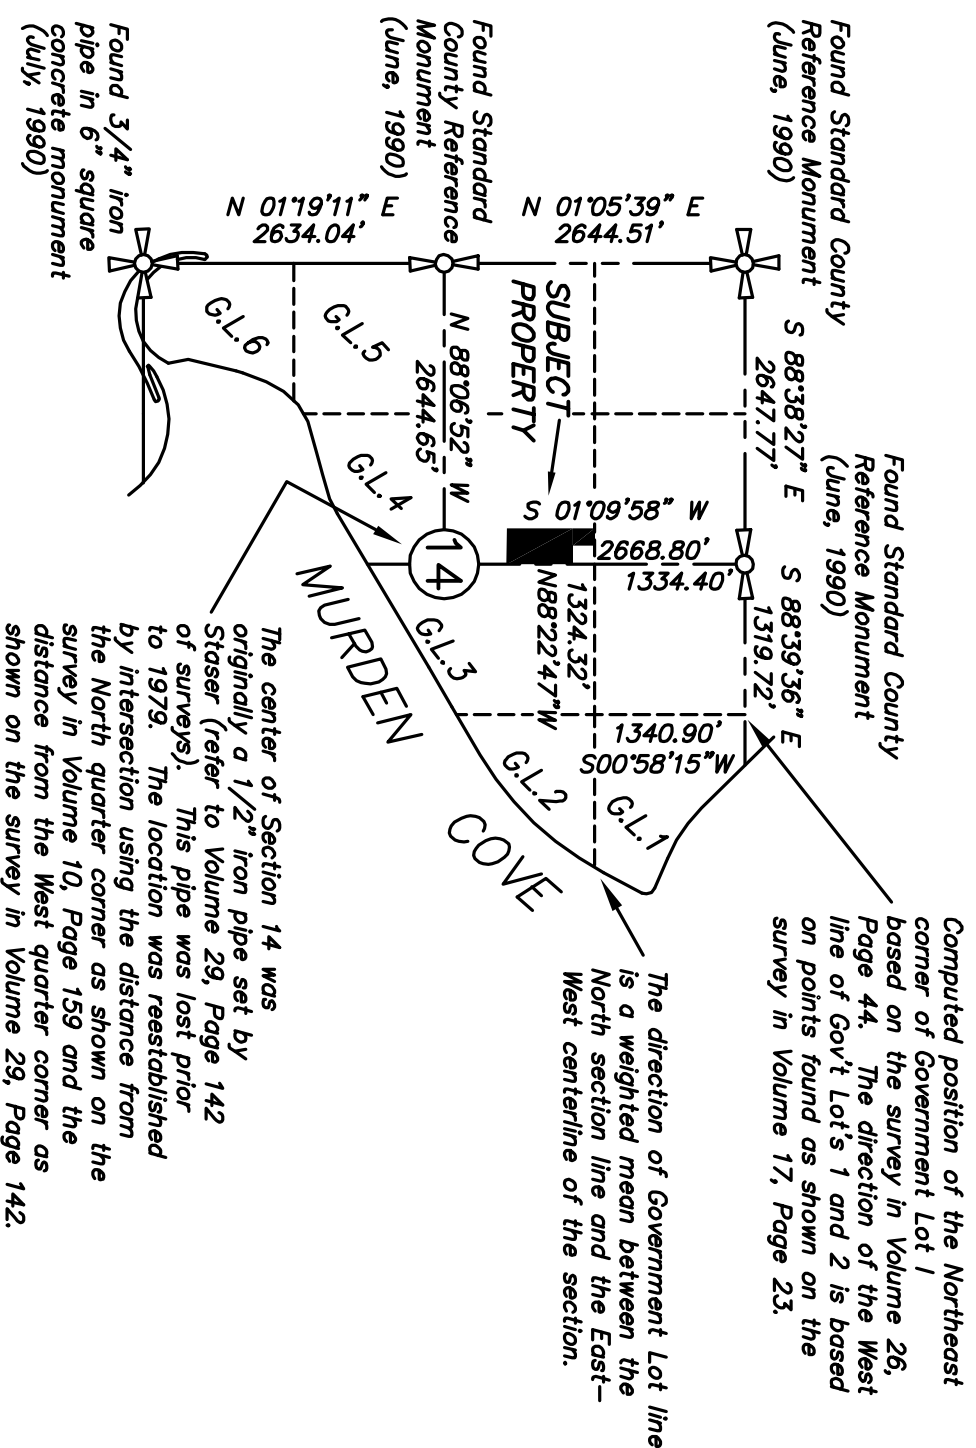 Found Standard County
Reference Monument
(June, 1990)
Found Standard County
Reference Monument
(June, 1990)
Computed position of the Northeast
corner of Government Lot 1
based on the survey in Volume 26,
Page 44. The direction of the West
line of Gov't Lot's 1 and 2 is based
on points found as shown on the
survey in Volume 17, Page 23.
S 88°38'27" E
2647.77'
S 88°39'36" E
1319.72'
N 01°05'39" E
2644.51'
S 01°09'58" W
2668.80'
1334.40'
1340.90'
S00°58'15"W
G.L.1
SUBJECT
PROPERTY
1324.32'
N88°22'47"W
G.L.2
The direction of Government Lot line
is a weighted mean between the
North section line and the East-
West centerline of the section.
Found Standard
County Reference
Monument
(June, 1990)
N 88°06'52" W
2644.65'
14
G.L.3
N 01°19'11" E
2634.04'
G.L.5
G.L.4
G.L.6
MURDEN
COVE
Found 3/4" iron
pipe in 6" square
concrete monument
(July, 1990)
The center of Section 14 was
originally a 1/2" iron pipe set by
Staser (refer to Volume 29, Page 142
of surveys). This pipe was lost prior
to 1979. The location was reestablished
by intersection using the distance from
the North quarter corner as shown on the
survey in Volume 10, Page 159 and the
distance from the West quarter corner as
shown on the survey in Volume 29, Page 142.